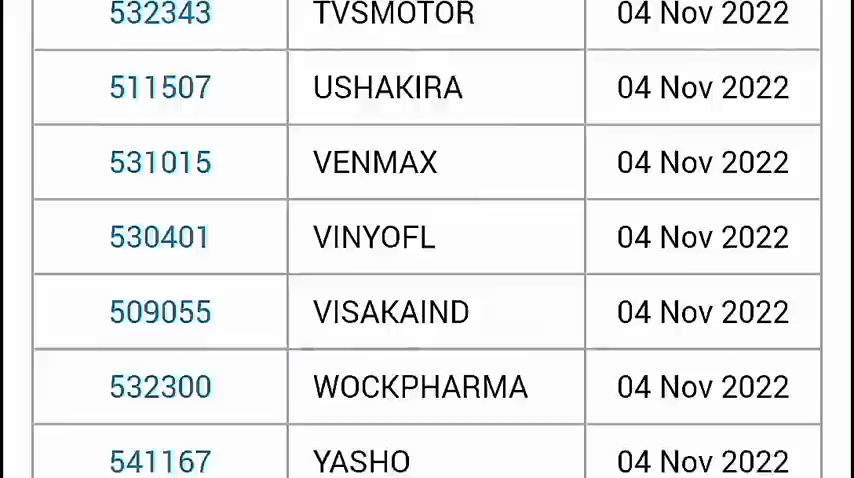 532343 TVSMOTOR 04 Nov 2022
511507 USHAKIRA 04 Nov 2022
531015 VENMAX 04 Nov 2022
530401 VINYOFL 04 Nov 2022
509055 VISAKAIND 04 Nov 2022
532300 WOCKPHARMA 04 Nov 2022
541167 YASHO 04 Nov 2022